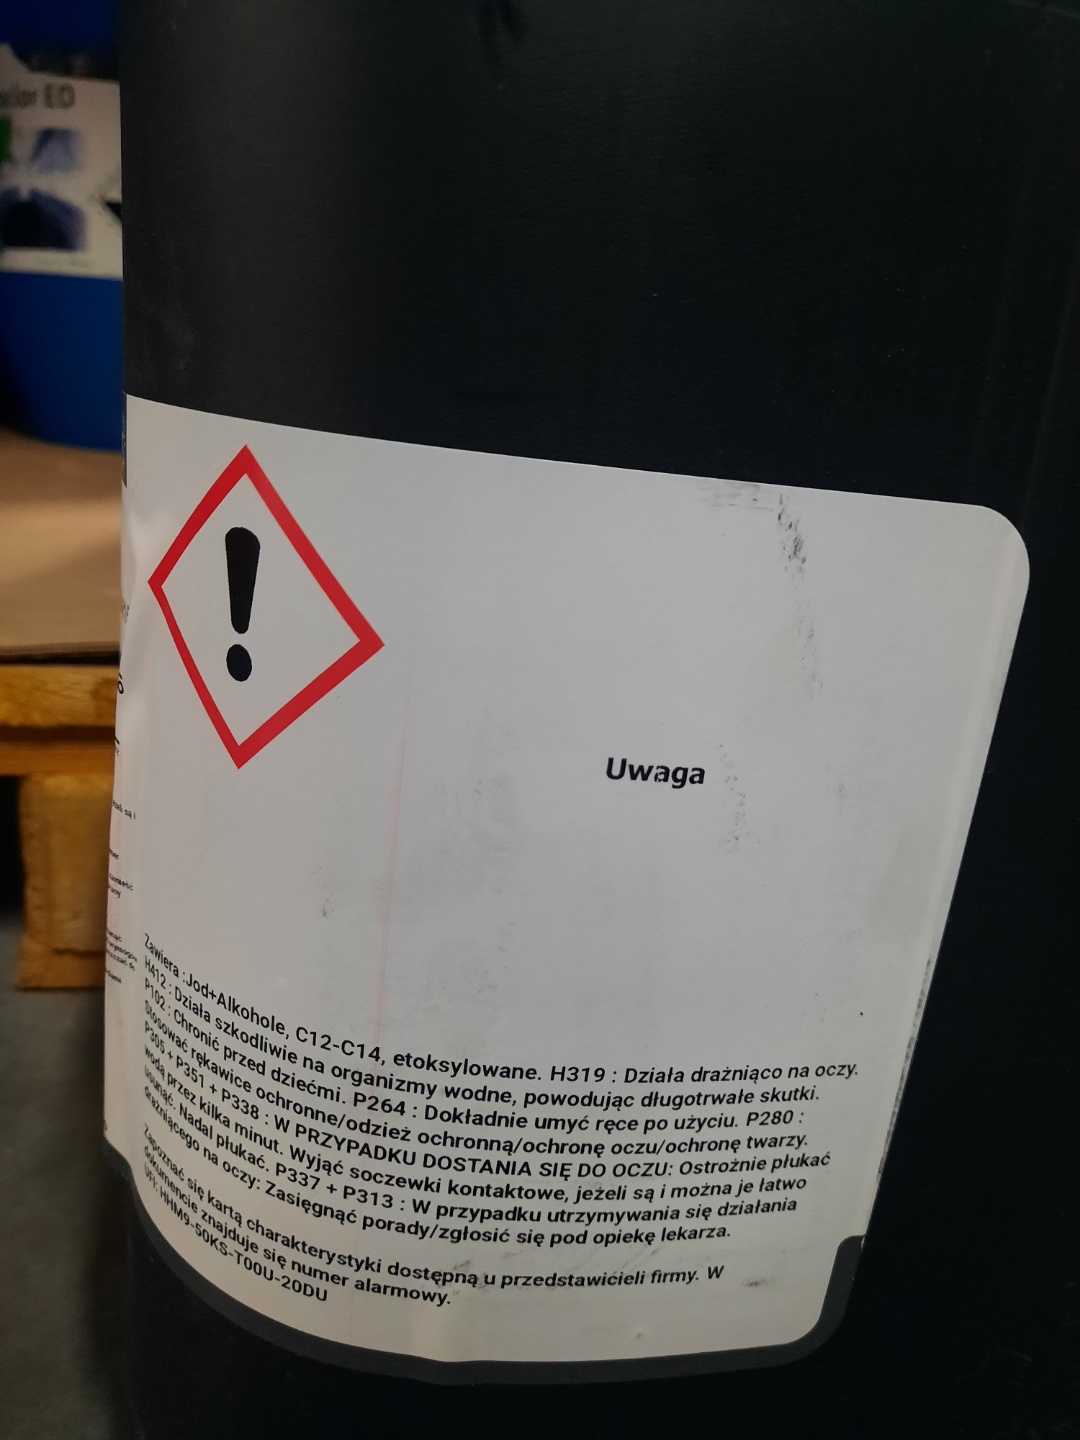 ED
Uwaga
Zawiera :Jod+Alkohole, C12-C14, etoksylowane. H319 : Działa drażniąco na oczy.
H412 : Działa szkodliwie na organizmy wodne, powodując długotrwałe skutki.
P102 : Chronić przed dziećmi. P264 : Dokładnie umyć ręce po użyciu. P280 :
Stosować rękawice ochronne/odzież ochronną/ochronę oczu/ochronę twarzy.
P305 + P351 + P338 : W PRZYPADKU DOSTANIA SIĘ DO OCZU: Ostrożnie płukać
wodą przez kilka minut. Wyjąć soczewki kontaktowe, jeżeli są i można je łatwo
usunąć. Nadal płukać. P337 + P313 : W przypadku utrzymywania się działania
drażniącego na oczy: Zasięgnąć porady/zgłosić się pod opiekę lekarza.
Zapoznać się kartą charakterystyki dostępną u przedstawicieli firmy. W
dokumencie znajduje się numer alarmowy.
UFI: HHM9-50KS-T00U-20DU